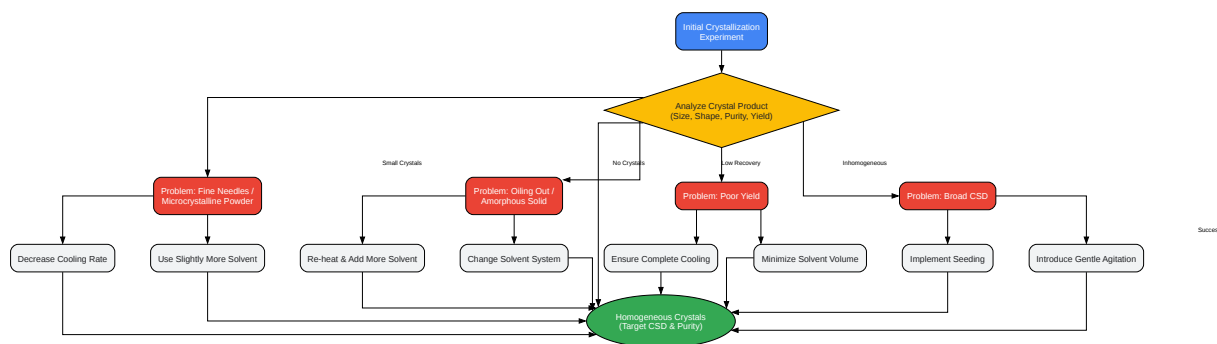 Initial Crystallization
Experiment
Analyze Crystal Product
(Size, Shape, Purity, Yield)
Small Crystals
No Crystals
Low Recovery
Inhomogeneous
Problem: Fine Needles /
Microcrystalline Powder
Problem: Oiling Out /
Amorphous Solid
Problem: Poor Yield
Problem: Broad CSD
Decrease Cooling Rate
Use Slightly More Solvent
Re-heat & Add More Solvent
Change Solvent System
Ensure Complete Cooling
Minimize Solvent Volume
Implement Seeding
Introduce Gentle Agitation
Homogeneous Crystals
(Target CSD & Purity)